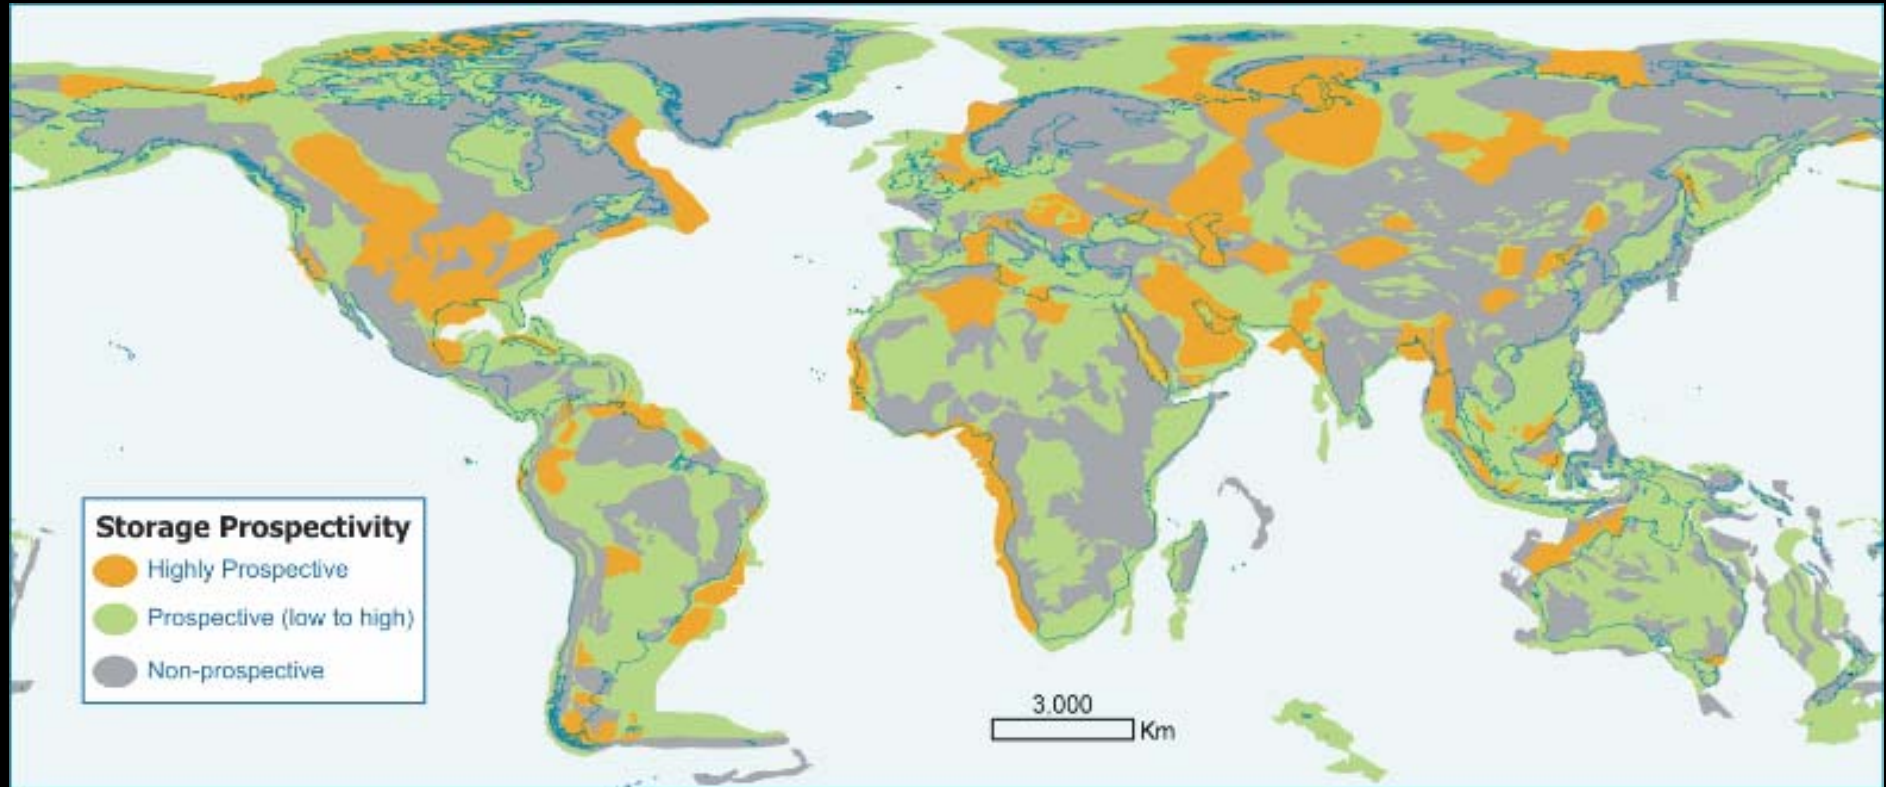 Storage Prospectivity
Highly Prospective
Prospective (low to high)
Non-prospective
3.000
Km